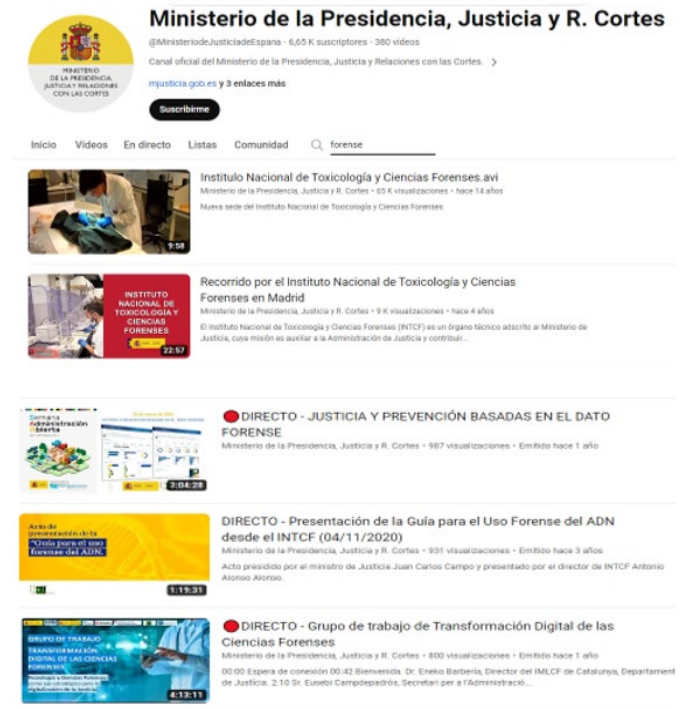 Ministerio de la Presidencia, Justicia y R. Cortes
@MinisteriodeJusticiadeEspana · 6,65 K suscriptores · 380 vídeos
Canal oficial del Ministerio de la Presidencia, Justicia y Relaciones con las Cortes. >
MINISTERIO
DE LA PRESIDENCIA,
JUSTICIA Y RELACIONES
CON LAS CORTES
mjusticia.gob.es y 3 enlaces más
Suscribirme
Inicio Vídeos En directo Listas Comunidad forense
Institulo Nacional de Toxicología y Ciencias Forenses.avi
Ministerio de la Presidencia, Justicia y R. Cortes • 65 K visualizaciones • hace 14 años
Nueva sede del Instituto Nacional de Toxicología y Ciencias Forenses
9:58
Recorrido por el Instituto Nacional de Toxicología y Ciencias
Forenses en Madrid
Ministerio de la Presidencia, Justicia y R. Cortes • 9 K visualizaciones • hace 4 años
El Instituto Nacional de Toxicología y Ciencias Forenses (INTCF) es un órgano técnico adscrito al Ministerio de
Justicia, cuya misión es auxiliar a la Administración de Justicia y contribuir...
INSTITUTO
NACIONAL DE
TOXICOLOGÍA Y
CIENCIAS
FORENSES
22:57
DIRECTO - JUSTICIA Y PREVENCIÓN BASADAS EN EL DATO
FORENSE
Ministerio de la Presidencia, Justicia y R. Cortes • 987 visualizaciones • Emitido hace 1 año
Semana
Administración
Abierta
3:04:28
DIRECTO - Presentación de la Guía para el Uso Forense del ADN
desde el INTCF (04/11/2020)
Ministerio de la Presidencia, Justicia y R. Cortes • 931 visualizaciones • Emitido hace 3 años
Acto presidido por el ministro de Justicia Juan Carlos Campo y presentado por el director de INTCF Antonio
Alonso Alonso.
Acto de
presentación de la
"Guía para el uso
forense del ADN,
1:19:31
DIRECTO - Grupo de trabajo de Transformación Digital de las
Ciencias Forenses
Ministerio de la Presidencia, Justicia y R. Cortes • 800 visualizaciones • Emitido hace 1 año
00:00 Espera de conexión 00:42 Bienvenida. Dr. Eneko Barbería, Director del IMLCF de Catalunya, Departament
de Justicia. 2:10 Sr. Eusebi Campdepadrós, Secretari per a l'Administració...
GRUPO DE TRABAJO
TRANSFORMACIÓN
DIGITAL DE LAS CIENCIAS
FORENSES
Tecnología y Ciencias Forenses
como eje estratégico para la
digitalización de la Justicia
4:13:11